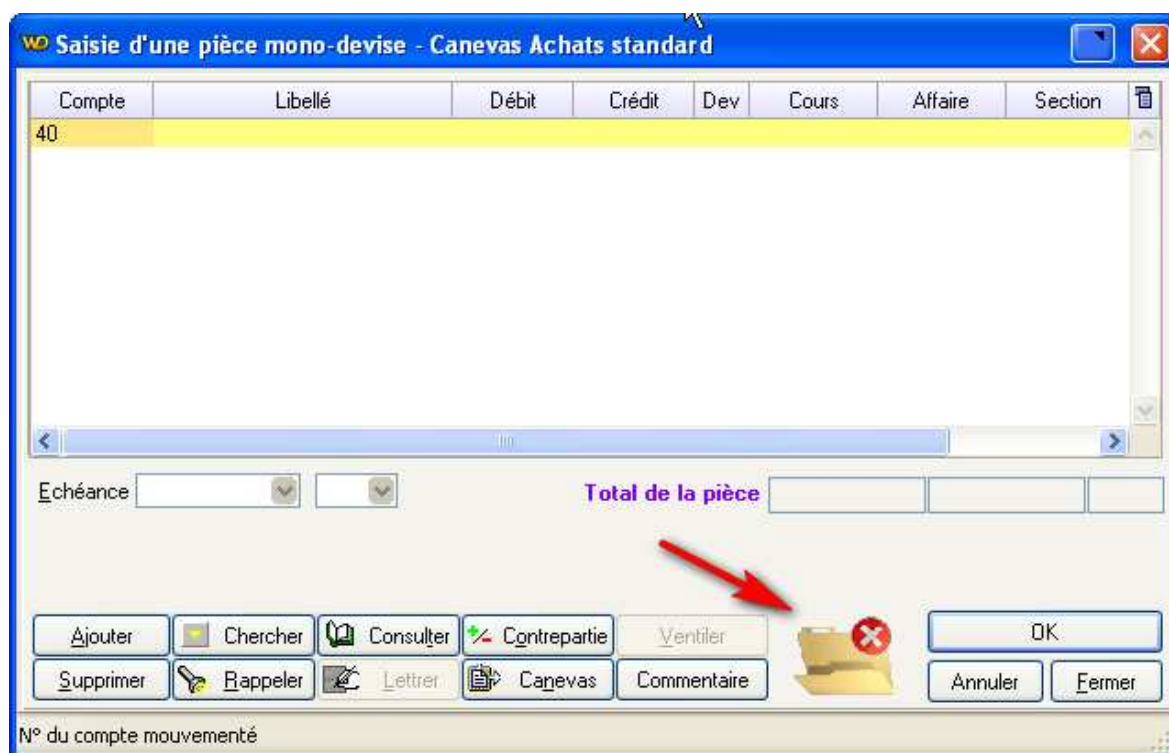 WD Saisie d'une pièce mono-devise - Canevas Achats standard
Compte Libellé Débit Crédit Dev Cours Affaire Section
40
Echéance Total de la pièce
Ajouter Chercher Consulter Contrepartie Ventiler OK
Supprimer Rappeler Lettrer Canevas Commentaire Annuler Fermer
N° du compte mouvementé